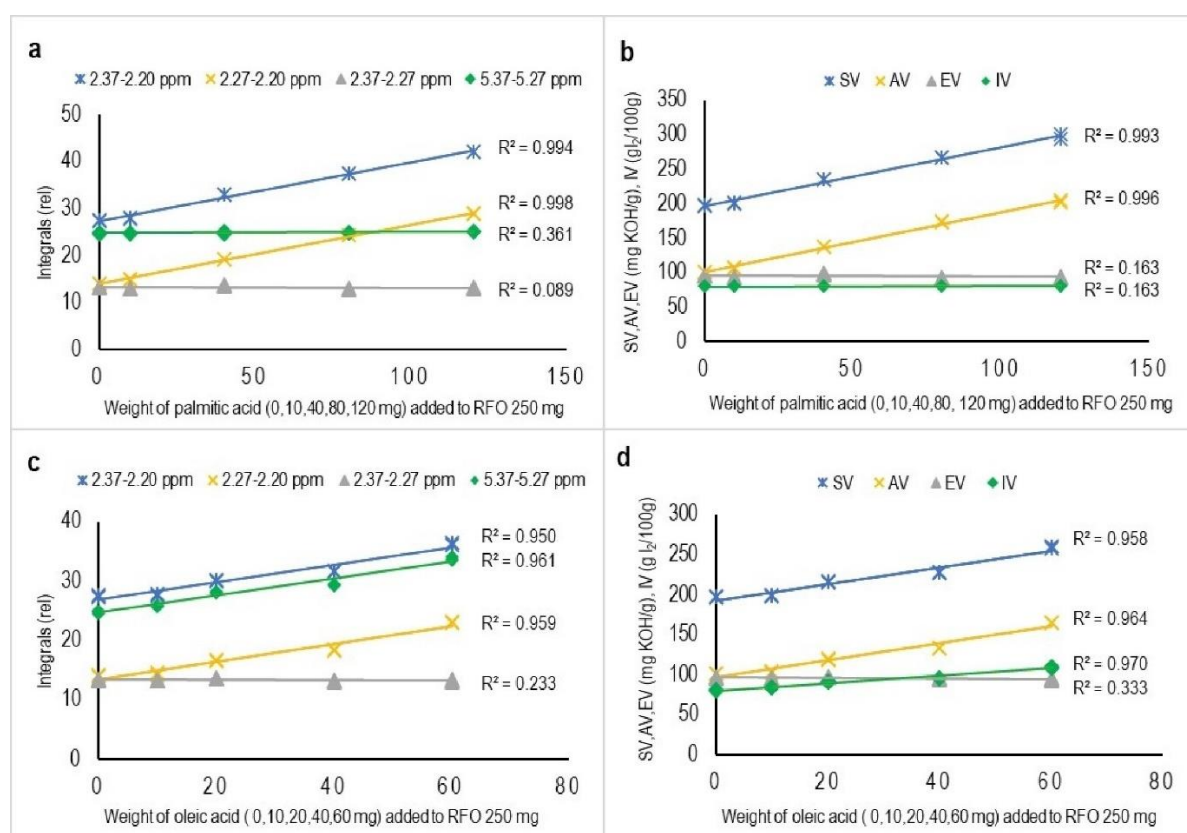 a
2.37-2.20 ppm 2.27-2.20 ppm 2.37-2.27 ppm 5.37-5.27 ppm
50
40
30
20
10
0
Integrals (rel)
R² = 0.994
R² = 0.998
R² = 0.361
R² = 0.089
0 50 100 150
Weight of palmitic acid (0,10,40,80,120 mg) added to RFO 250 mg
b
SV AV EV IV
350
300
250
200
150
100
50
0
SV,AV,EV (mg KOH/g), IV (gI₂/100g)
R² = 0.993
R² = 0.996
R² = 0.163
R² = 0.163
0 50 100 150
Weight of palmitic acid (0,10,40,80, 120 mg) added to RFO 250 mg
c
2.37-2.20 ppm 2.27-2.20 ppm 2.37-2.27 ppm 5.37-5.27 ppm
40
30
20
10
0
Integrals (rel)
R² = 0.950
R² = 0.961
R² = 0.959
R² = 0.233
0 20 40 60 80
Weight of oleic acid ( 0,10,20,40,60 mg) added to RFO 250 mg
d
SV AV EV IV
300
250
200
150
100
50
0
SV,AV,EV (mg KOH/g), IV (g I₂/100g)
R² = 0.958
R² = 0.964
R² = 0.970
R² = 0.333
0 20 40 60 80
Weight of oleic acid ( 0,10,20,40,60 mg) added to RFO 250 mg